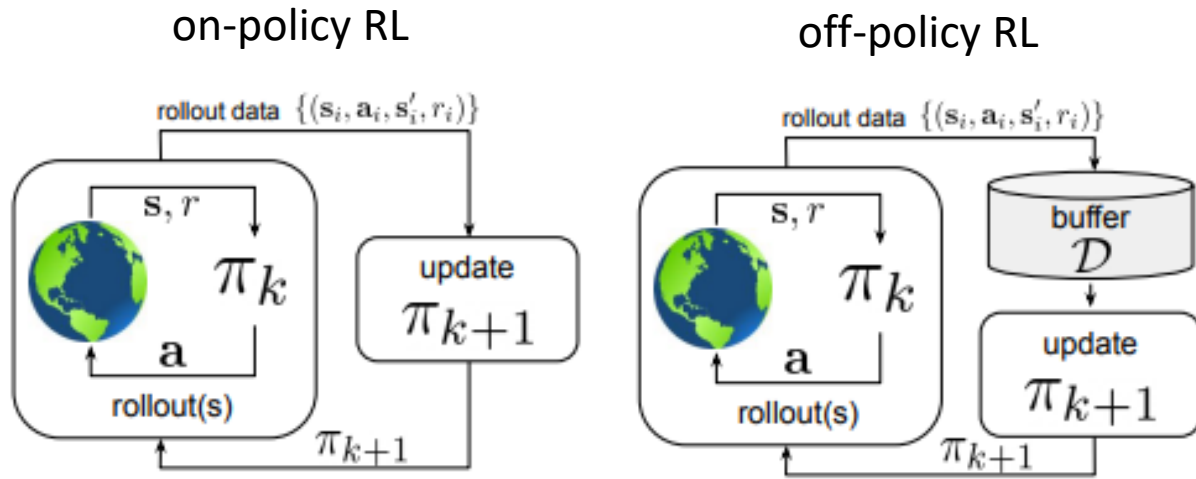 on-policy RL
rollout data {(s_i, a_i, s'_i, r_i)}
s, r
π_k
a
rollout(s)
update
π_{k+1}
π_{k+1}
off-policy RL
rollout data {(s_i, a_i, s'_i, r_i)}
s, r
π_k
a
rollout(s)
buffer
D
update
π_{k+1}
π_{k+1}